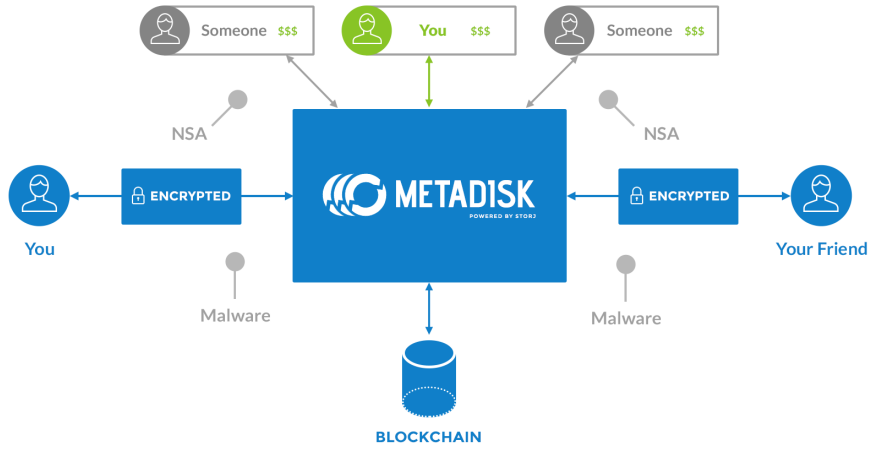 Someone $$$
You $$$
Someone $$$
NSA
NSA
ENCRYPTED
METADISK
POWERED BY STORJ
ENCRYPTED
You
Your Friend
Malware
Malware
BLOCKCHAIN